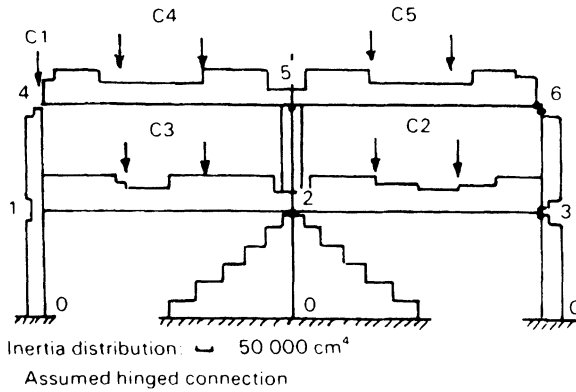 C1
C4
C5
4
5
6
C3
C2
1
2
3
0
0
0
Inertia distribution: 50 000 cm⁴
Assumed hinged connection